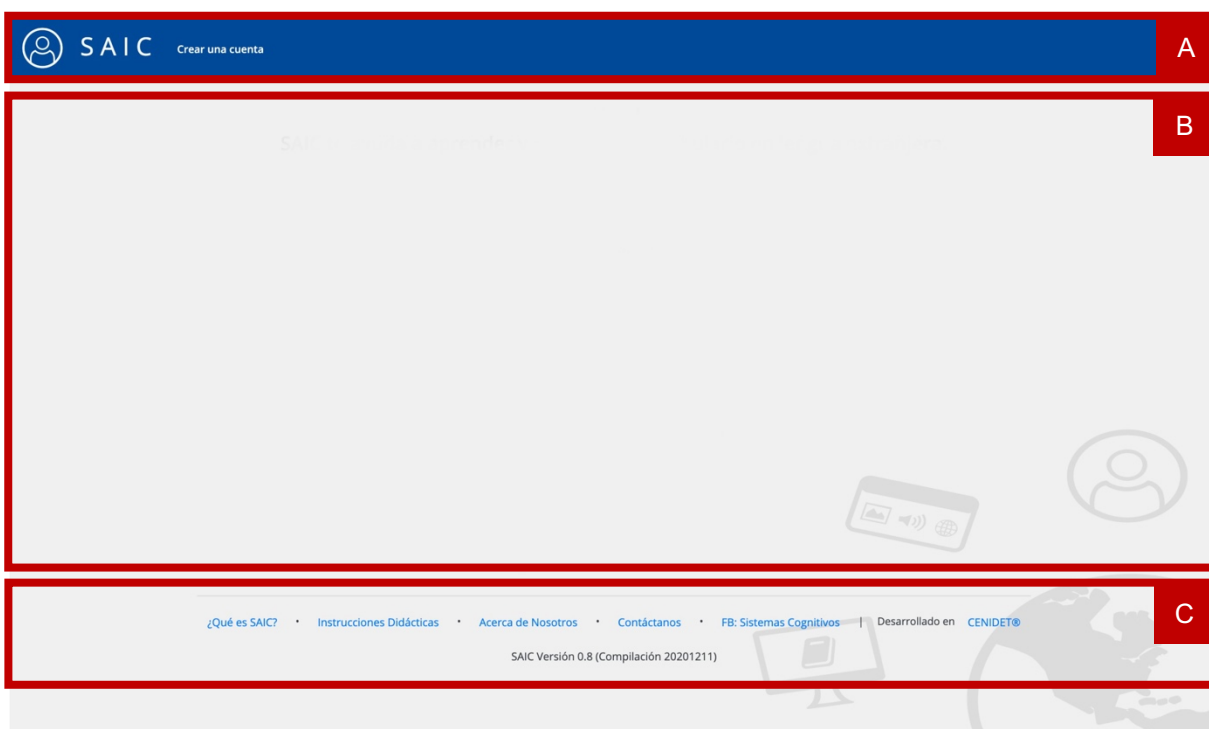 SAIC Crear una cuenta
A
B
C
¿Qué es SAIC? • Instrucciones Didácticas • Acerca de Nosotros • Contáctanos • FB: Sistemas Cognitivos | Desarrollado en CENIDET®
SAIC Versión 0.8 (Compilación 20201211)